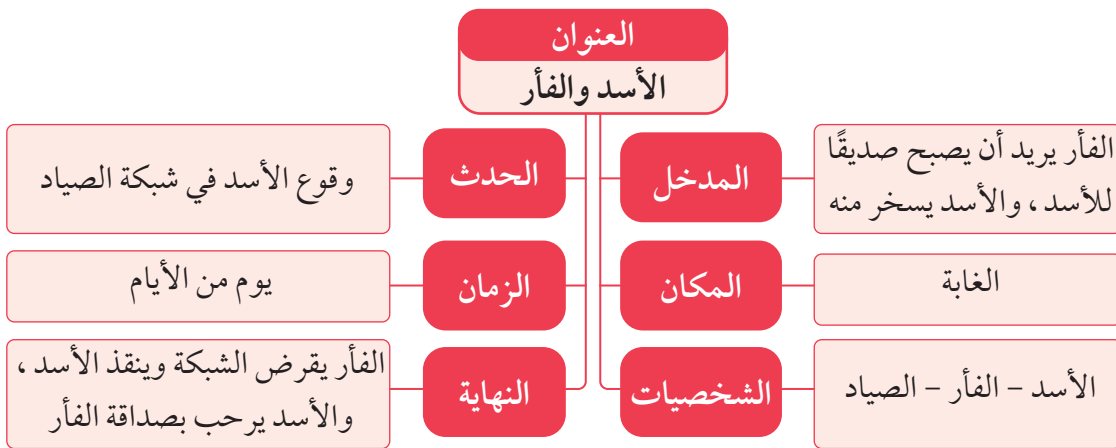 العنوان
الأسد والفأر
المدخل
الفأر يريد أن يصبح صديقًا
للأسد ، والأسد يسخر منه
الحدث
وقوع الأسد في شبكة الصياد
المكان
الغابة
الزمان
يوم من الأيام
الشخصيات
الأسد – الفأر – الصياد
النهاية
الفأر يقرض الشبكة وينقذ الأسد ،
والأسد يرحب بصداقة الفأر